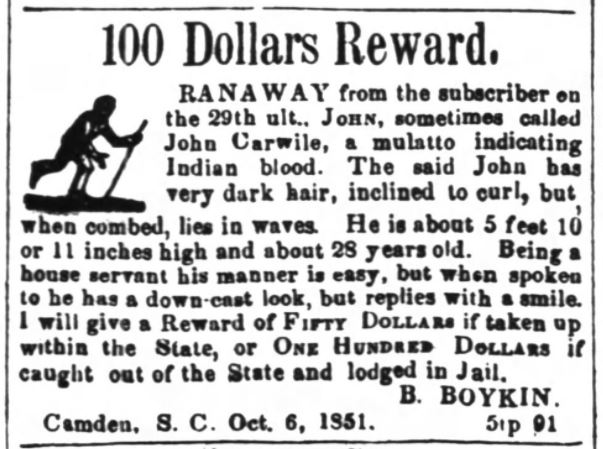 100 Dollars Reward.
RANAWAY from the subscriber on
the 29th ult., JOHN, sometimes called
John Carwile, a mulatto indicating
Indian blood. The said John has
very dark hair, inclined to curl, but,
when combed, lies in waves. He is about 5 feet 10
or 11 inches high and about 28 years old. Being a
house servant his manner is easy, but when spoken
to he has a down-cast look, but replies with a smile.
I will give a Reward of FIFTY DOLLARS if taken up
within the State, or ONE HUNDRED DOLLARS if
caught out of the State and lodged in Jail.
B. BOYKIN.
Camden, S. C. Oct. 6, 1851. 5tp 91